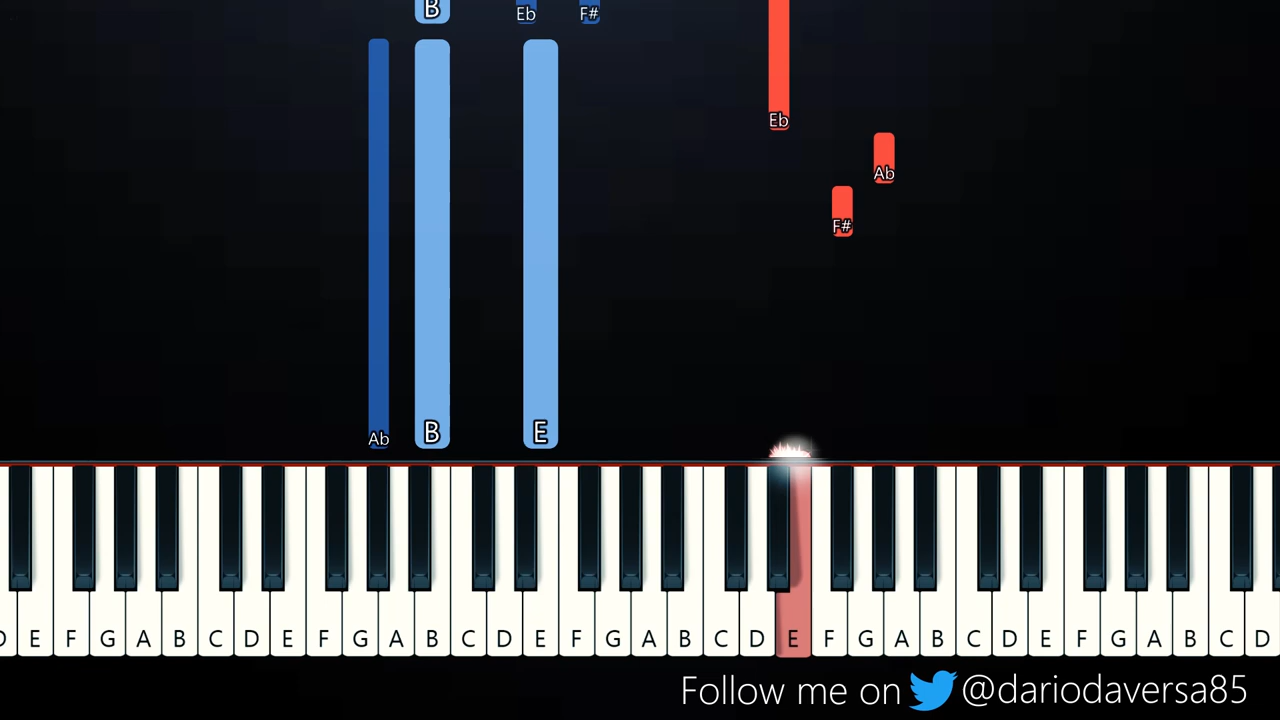 B Eb F#
Eb
Ab
F#
Ab B E
D E F G A B C D E F G A B C D E F G A B C D E F G A B C D E F G A B C D
Follow me on @dariodaversa85